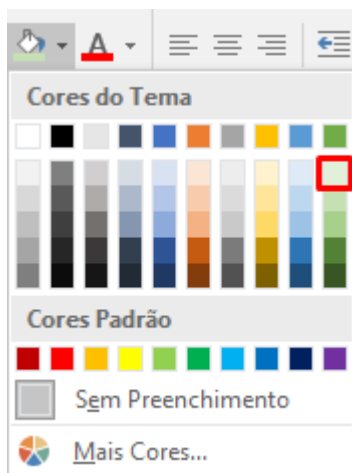 A
Cores do Tema
Cores Padrão
Sem Preenchimento
Mais Cores...